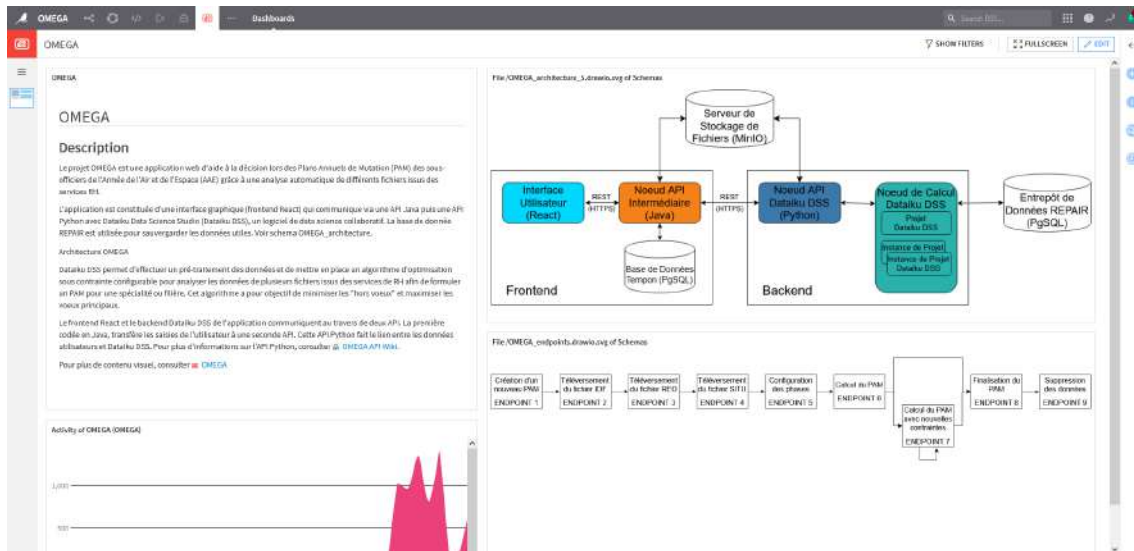 OMEGA
Dashboards
Search DSS...
OMEGA
SHOW FILTERS
FULLSCREEN
EDIT
OMEGA
OMEGA
Description
Le projet OMEGA est une application web d'aide à la décision lors des Plans Annuels de Mutation (PAM) des sous-
officiers de l'Armée de l'Air et de l'Espace (AAE) grâce à une analyse automatique de différents fichiers issus des
services RH.
L'application est constituée d'une interface graphique (frontend React) qui communique via une API Java puis une API
Python avec Dataiku Data Science Studio (Dataiku DSS), un logiciel de data science collaboratif. La base de donnée
REPAIR est utilisée pour sauvegarder les données utiles. Voir schema OMEGA_architecture.
Architecture OMEGA
Dataiku DSS permet d'effectuer un pré-traitement des données et de mettre en place un algorithme d'optimisation
sous contrainte configurable pour analyser les données de plusieurs fichiers issus des services de RH afin de formuler
un PAM pour une spécialité ou filière. Cet algorithme a pour objectif de minimiser les "hors voeux" et maximiser les
voeux principaux.
Le frontend React et le backend Dataiku DSS de l'application communiquent au travers de deux API. La première
codée en Java, transfère les saisies de l'utilisateur à une seconde API. Cette API Python fait le lien entre les données
utilisateurs et Dataiku DSS. Pour plus d'informations sur l'API Python, consulter OMEGA API Wiki.
Pour plus de contenu visuel, consulter OMEGA
Activity of OMEGA (OMEGA)
1,000
500
File /OMEGA_architecture_5.drawio.svg of Schemas
Serveur de
Stockage de
Fichiers (MinIO)
Interface
Utilisateur
(React)
REST
(HTTPS)
Noeud API
Intermédiaire
(Java)
REST
(HTTPS)
Noeud API
Dataiku DSS
(Python)
Noeud de Calcul
Dataiku DSS
Projet
Dataiku DSS
Instance de Projet
Instance de Projet
Dataiku DSS
Entrepôt de
Données REPAIR
(PgSQL)
Base de Données
Tampon (PgSQL)
Frontend
Backend
File /OMEGA_endpoints.drawio.svg of Schemas
Création d'un
nouveau PAM
ENDPOINT 1
Téléversement
du fichier IDF
ENDPOINT 2
Téléversement
du fichier REO
ENDPOINT 3
Téléversement
du fichier SITU
ENDPOINT 4
Configuration
des phases
ENDPOINT 5
Calcul du PAM
ENDPOINT 6
Calcul du PAM
avec nouvelles
contraintes
ENDPOINT 7
Finalisation du
PAM
ENDPOINT 8
Suppression
des données
ENDPOINT 9